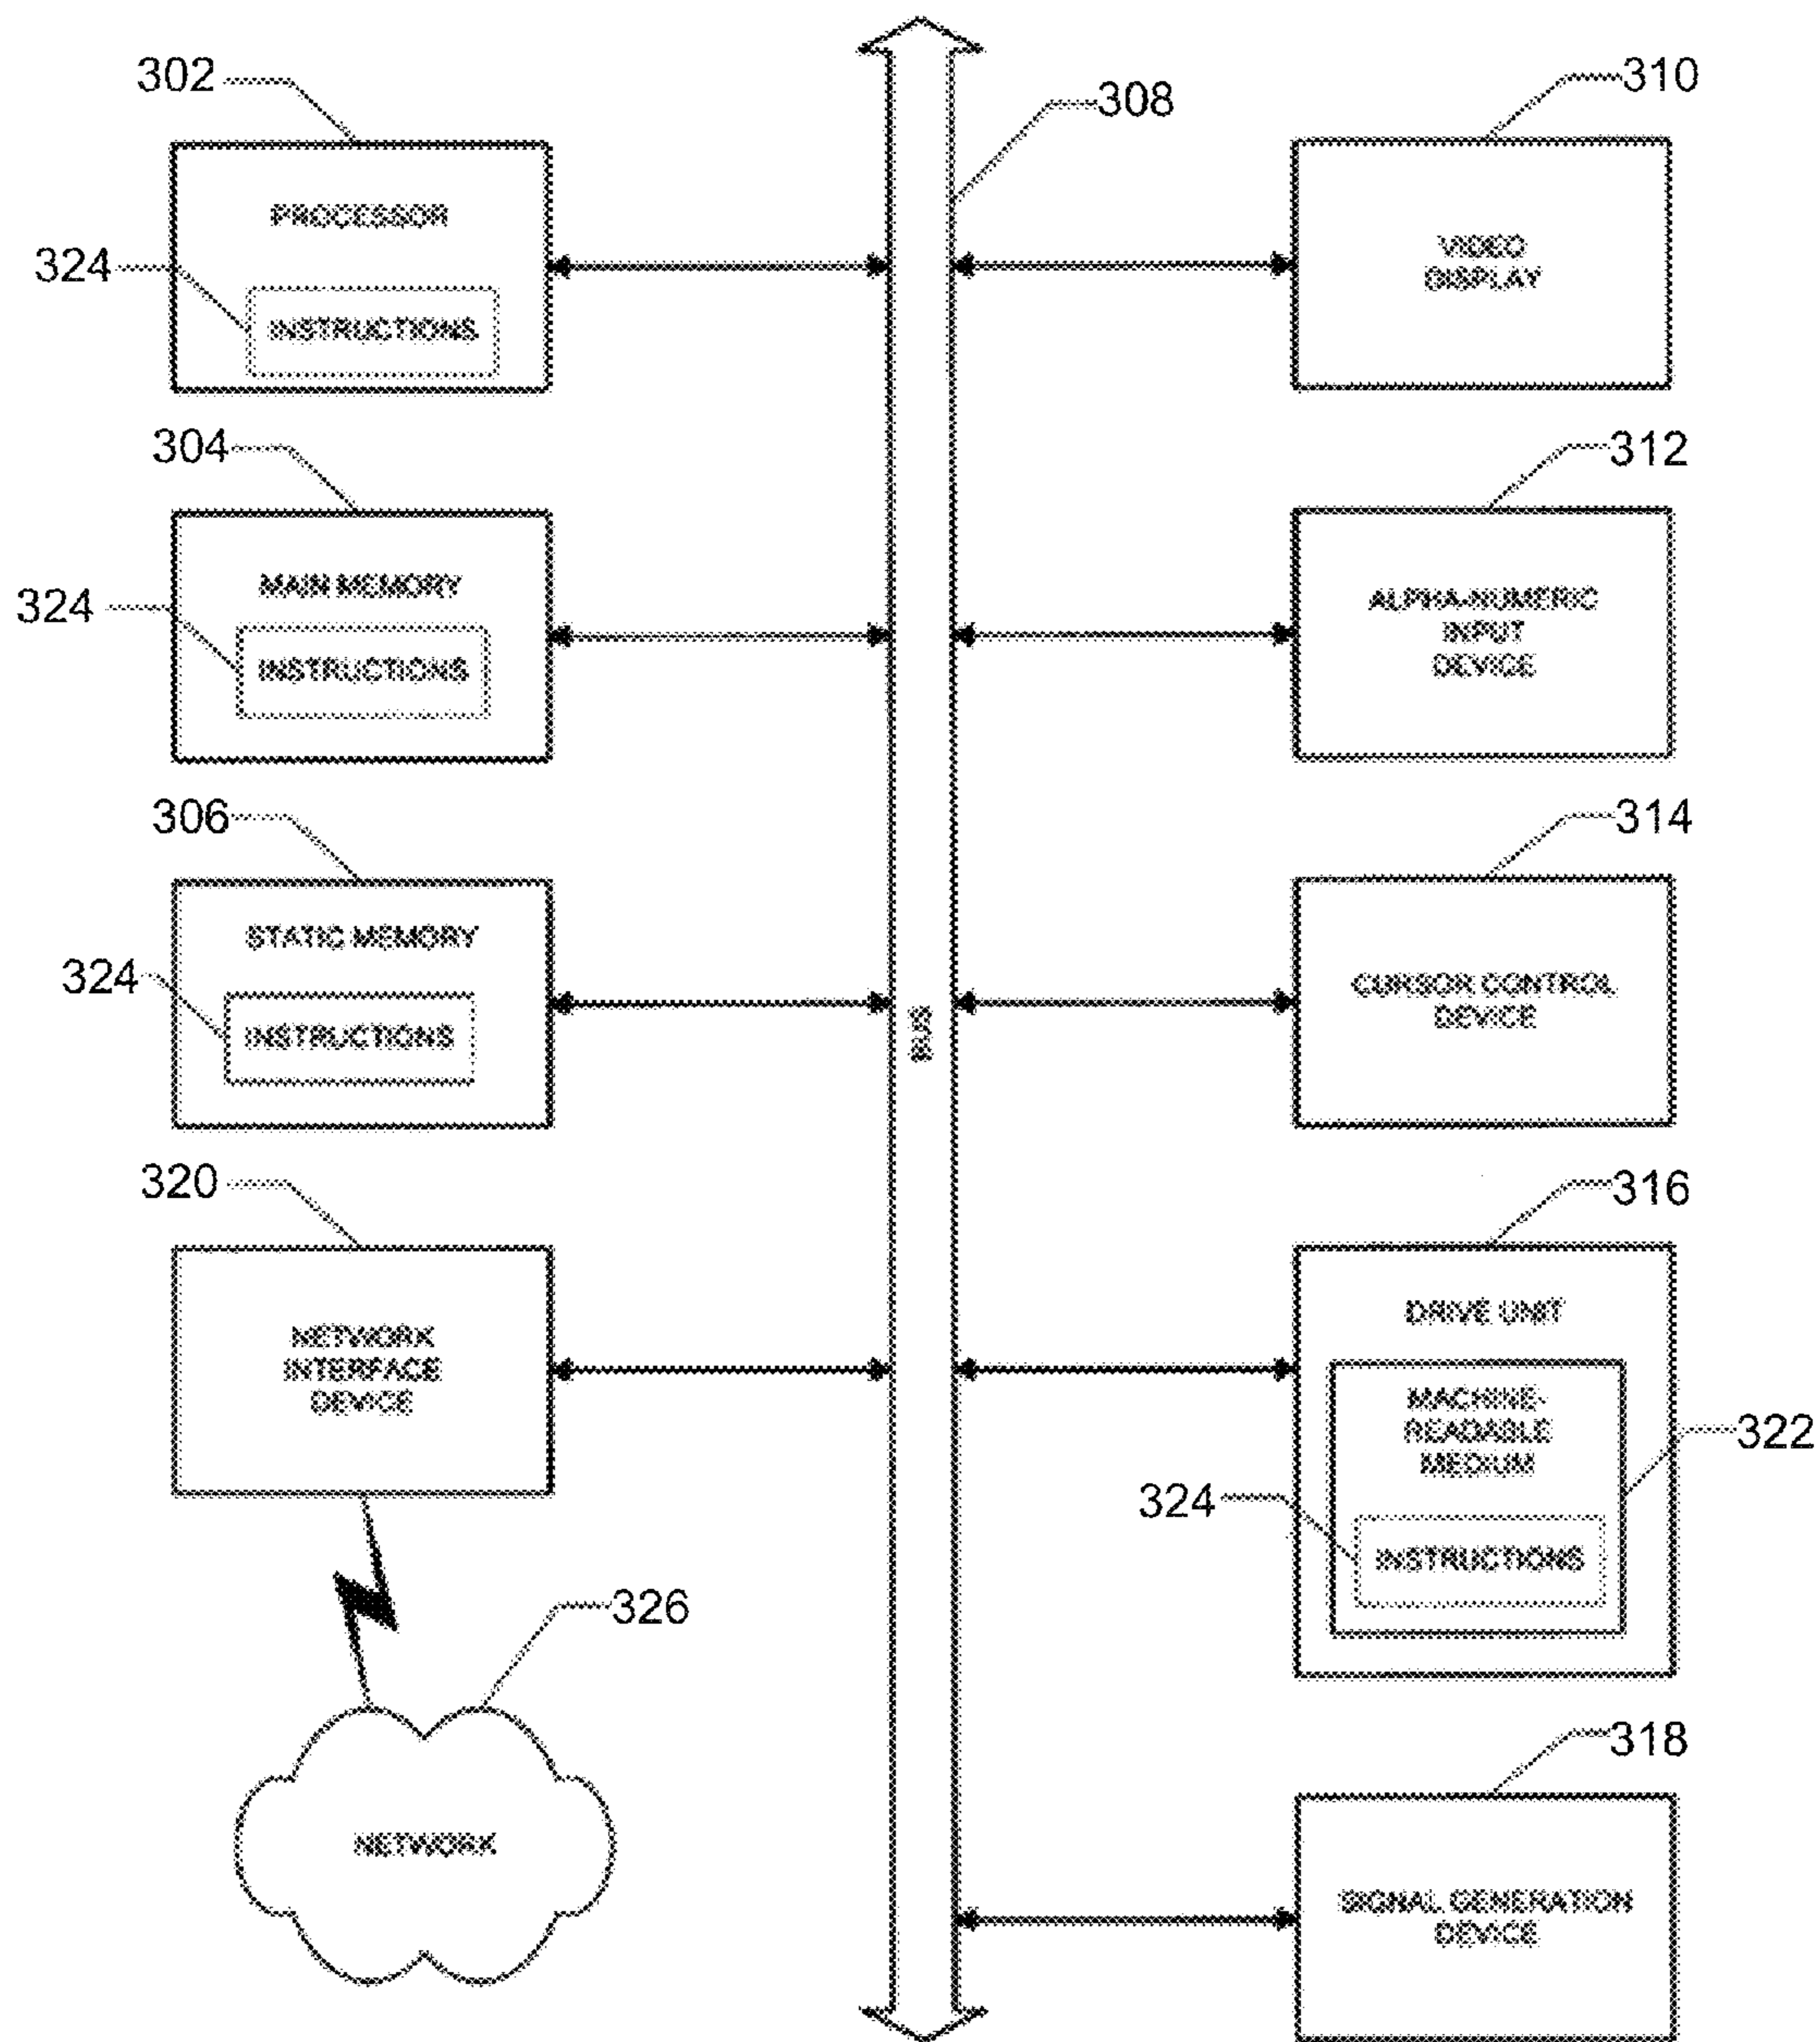 302
PROCESSOR
324
INSTRUCTIONS
304
MAIN MEMORY
324
INSTRUCTIONS
306
STATIC MEMORY
324
INSTRUCTIONS
320
NETWORK
INTERFACE
DEVICE
326
NETWORK
308
BUS
310
VIDEO
DISPLAY
312
ALPHA-NUMERIC
INPUT
DEVICE
314
CURSOR CONTROL
DEVICE
316
DRIVE UNIT
MACHINE-
READABLE
MEDIUM
322
324
INSTRUCTIONS
318
SIGNAL GENERATION
DEVICE